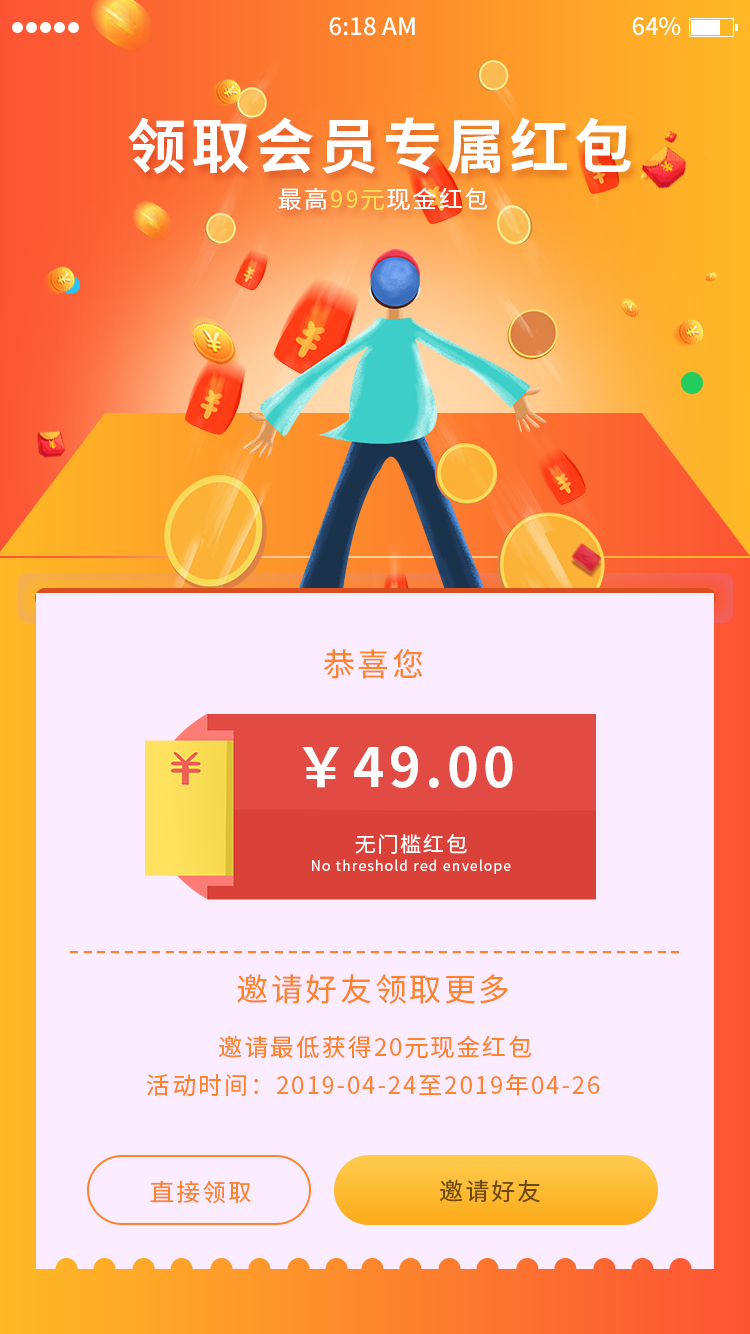 6:18 AM
64%
领取会员专属红包
最高99元现金红包
恭喜您
¥
￥49.00
无门槛红包
No threshold red envelope
邀请好友领取更多
邀请最低获得20元现金红包
活动时间：2019-04-24至2019年04-26
直接领取
邀请好友